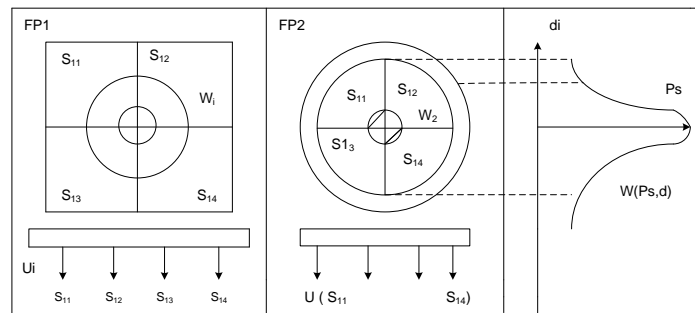 FP1 FP2 di
S₁₁ S₁₂
Wᵢ
S₁₃ S₁₄
Ui
S₁₁ S₁₂ S₁₃ S₁₄
S₁₁ S₁₂
W₂
S1₃ S₁₄
U ( S₁₁ S₁₄)
Ps
W(Ps,d)